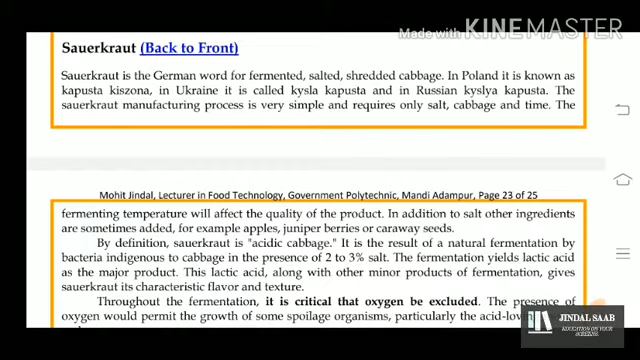 Made with KINEMASTER
Sauerkraut (Back to Front)
Sauerkraut is the German word for fermented, salted, shredded cabbage. In Poland it is known as
kapusta kiszona, in Ukraine it is called kysla kapusta and in Russian kyslya kapusta. The
sauerkraut manufacturing process is very simple and requires only salt, cabbage and time. The
Mohit Jindal, Lecturer in Food Technology, Government Polytechnic, Mandi Adampur, Page 23 of 25
fermenting temperature will affect the quality of the product. In addition to salt other ingredients
are sometimes added, for example apples, juniper berries or caraway seeds.
By definition, sauerkraut is "acidic cabbage." It is the result of a natural fermentation by
bacteria indigenous to cabbage in the presence of 2 to 3% salt. The fermentation yields lactic acid
as the major product. This lactic acid, along with other minor products of fermentation, gives
sauerkraut its characteristic flavor and texture.
Throughout the fermentation, it is critical that oxygen be excluded. The presence of
oxygen would permit the growth of some spoilage organisms, particularly the
JINDAL SAAB
EDUCATION ON YOUR